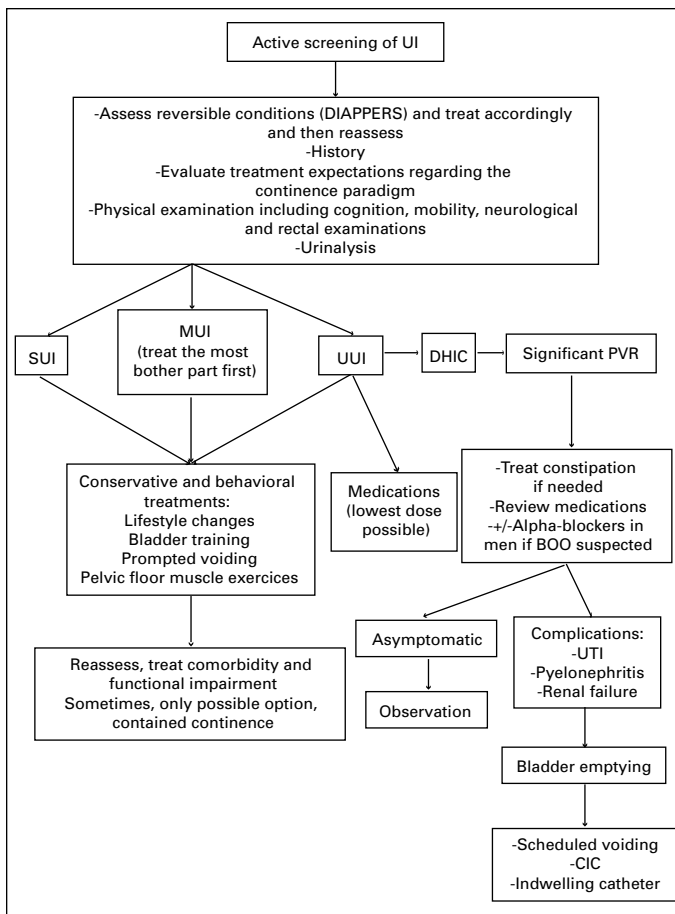 Active screening of UI
-Assess reversible conditions (DIAPPERS) and treat accordingly
and then reassess
-History
-Evaluate treatment expectations regarding the
continence paradigm
-Physical examination including cognition, mobility, neurological
and rectal examinations
-Urinalysis
SUI
MUI
(treat the most
bother part first)
UUI
DHIC
Significant PVR
Conservative and behavioral
treatments:
Lifestyle changes
Bladder training
Prompted voiding
Pelvic floor muscle exercices
Medications
(lowest dose
possible)
-Treat constipation
if needed
-Review medications
-+/-Alpha-blockers in
men if BOO suspected
Reassess, treat comorbidity and
functional impairment
Sometimes, only possible option,
contained continence
Asymptomatic
Observation
Complications:
-UTI
-Pyelonephritis
-Renal failure
Bladder emptying
-Scheduled voiding
-CIC
-Indwelling catheter